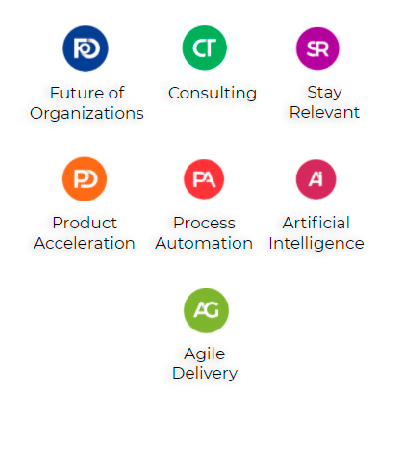 FO
CT
SR
Future of
Organizations
Consulting
Stay
Relevant
PD
PA
AI
Product
Acceleration
Process
Automation
Artificial
Intelligence
AG
Agile
Delivery